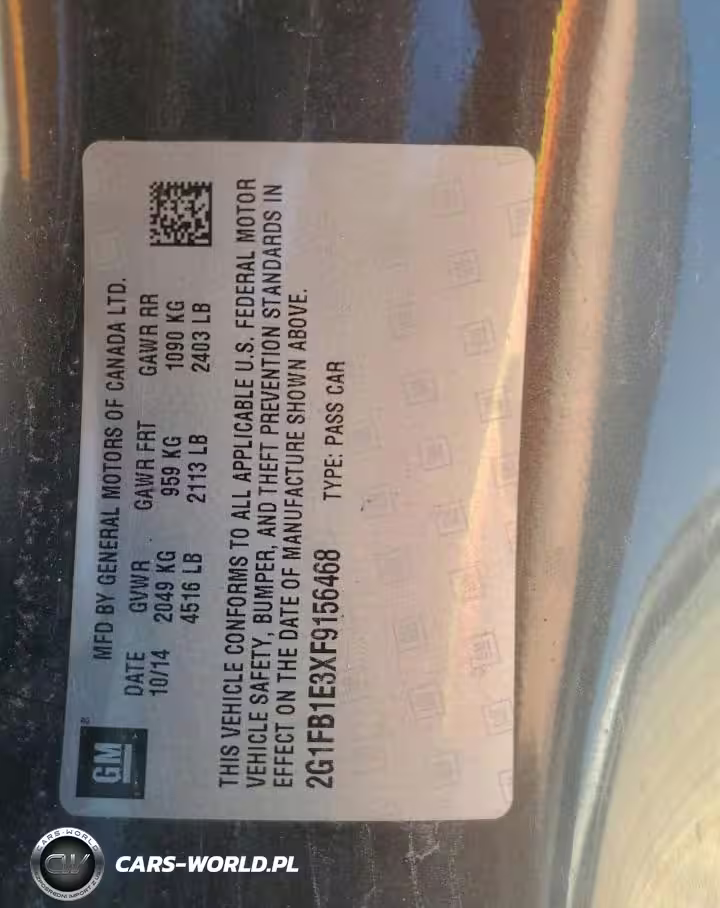 GM
MFD BY GENERAL MOTORS OF CANADA LTD.
DATE GVWR GAWR FRT GAWR RR
10/14 2049 KG 959 KG 1090 KG
4516 LB 2113 LB 2403 LB
THIS VEHICLE CONFORMS TO ALL APPLICABLE U.S. FEDERAL MOTOR
VEHICLE SAFETY, BUMPER, AND THEFT PREVENTION STANDARDS IN
EFFECT ON THE DATE OF MANUFACTURE SHOWN ABOVE.
2G1FB1E3XF9156468 TYPE: PASS CAR
CARS-WORLD
CW
CARS-WORLD.PL